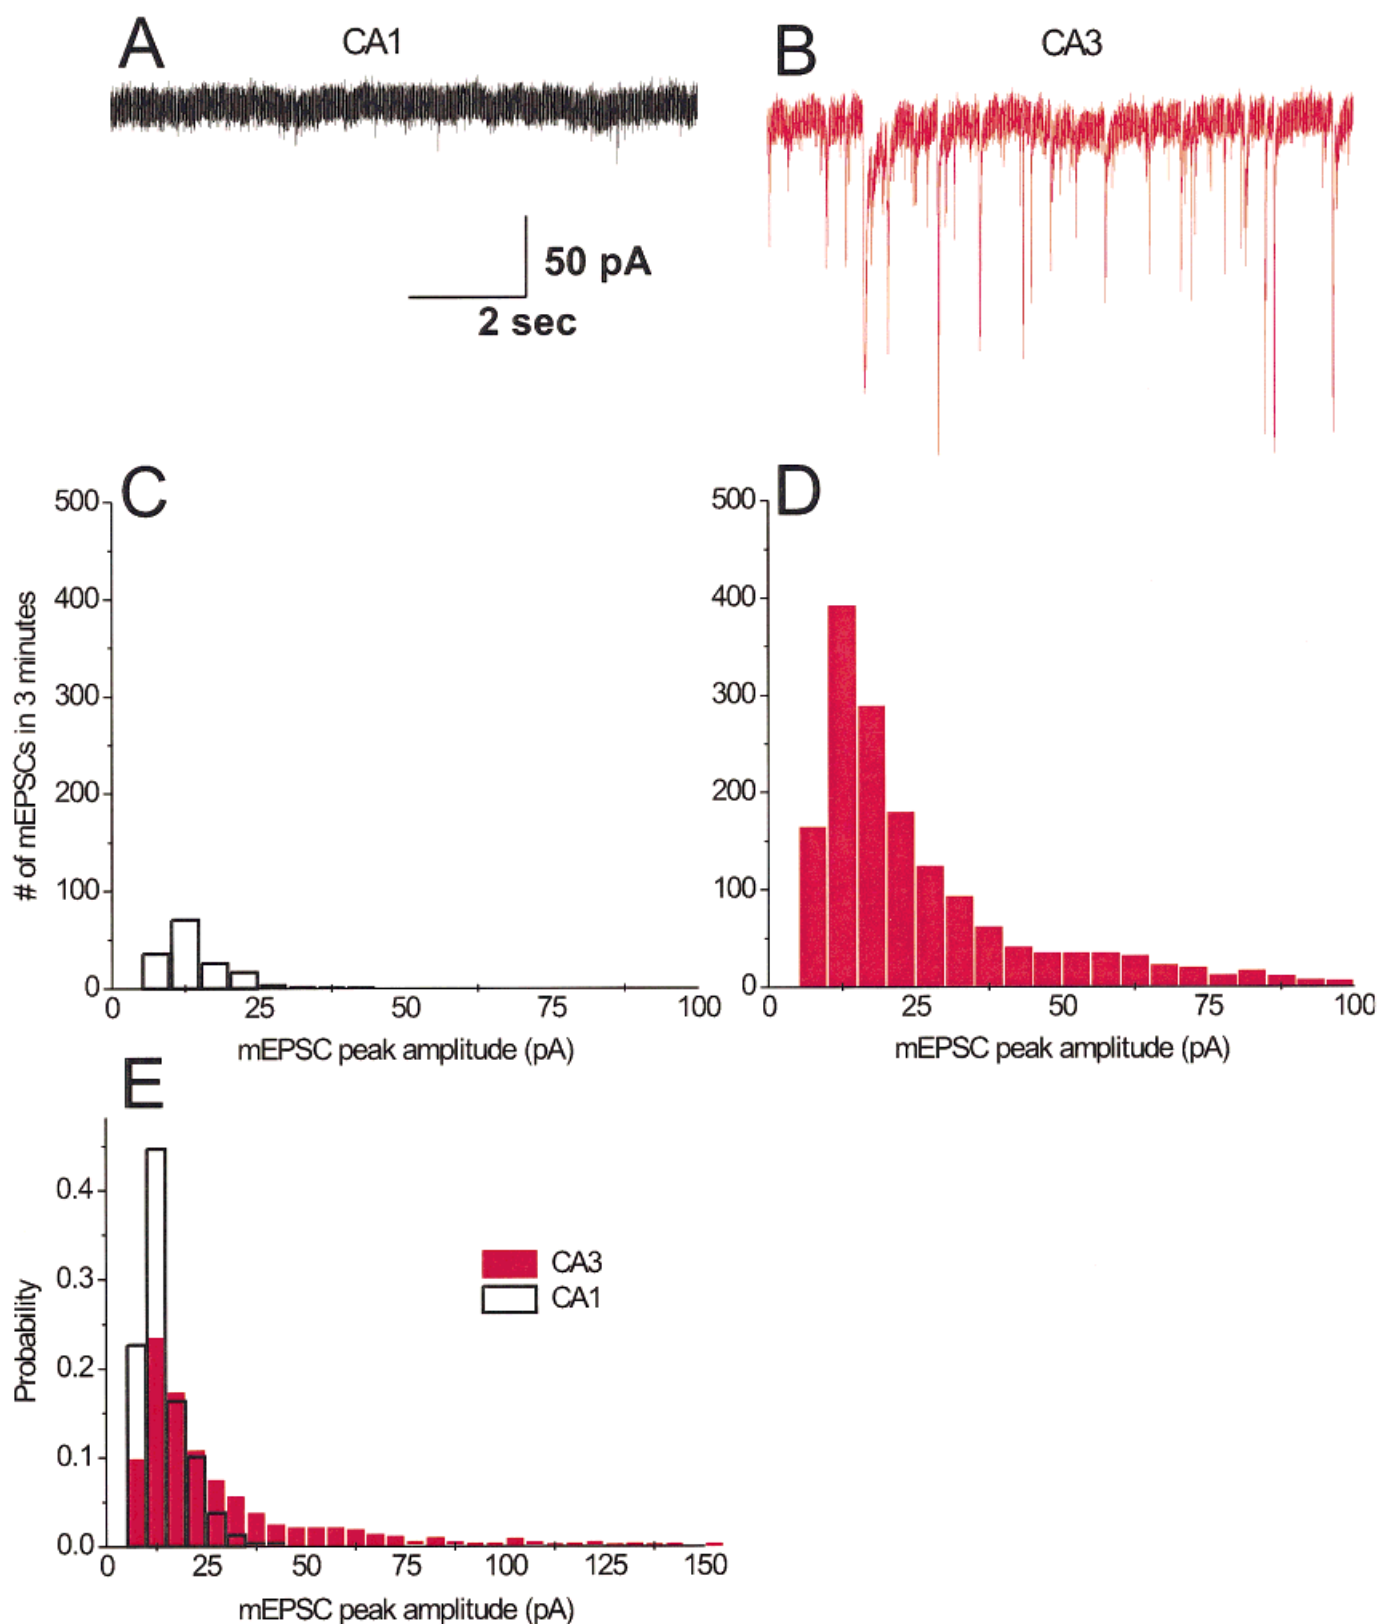 A
CA1
B
CA3
50 pA
2 sec
C
500
400
300
200
100
0
# of mEPSCs in 3 minutes
0 25 50 75 100
mEPSC peak amplitude (pA)
D
500
400
300
200
100
0
0 25 50 75 100
mEPSC peak amplitude (pA)
E
0.4
0.3
0.2
0.1
0.0
Probability
CA3
CA1
0 25 50 75 100 125 150
mEPSC peak amplitude (pA)